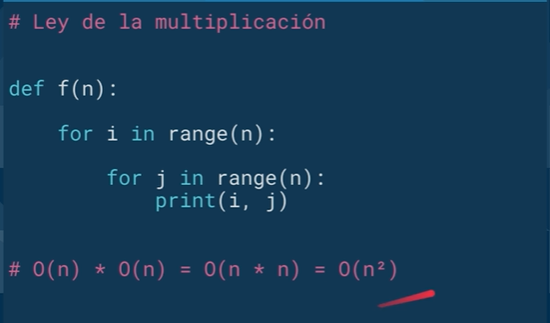 # Ley de la multiplicación
def f(n):
for i in range(n):
for j in range(n):
print(i, j)
# O(n) * O(n) = O(n * n) = O(n²)